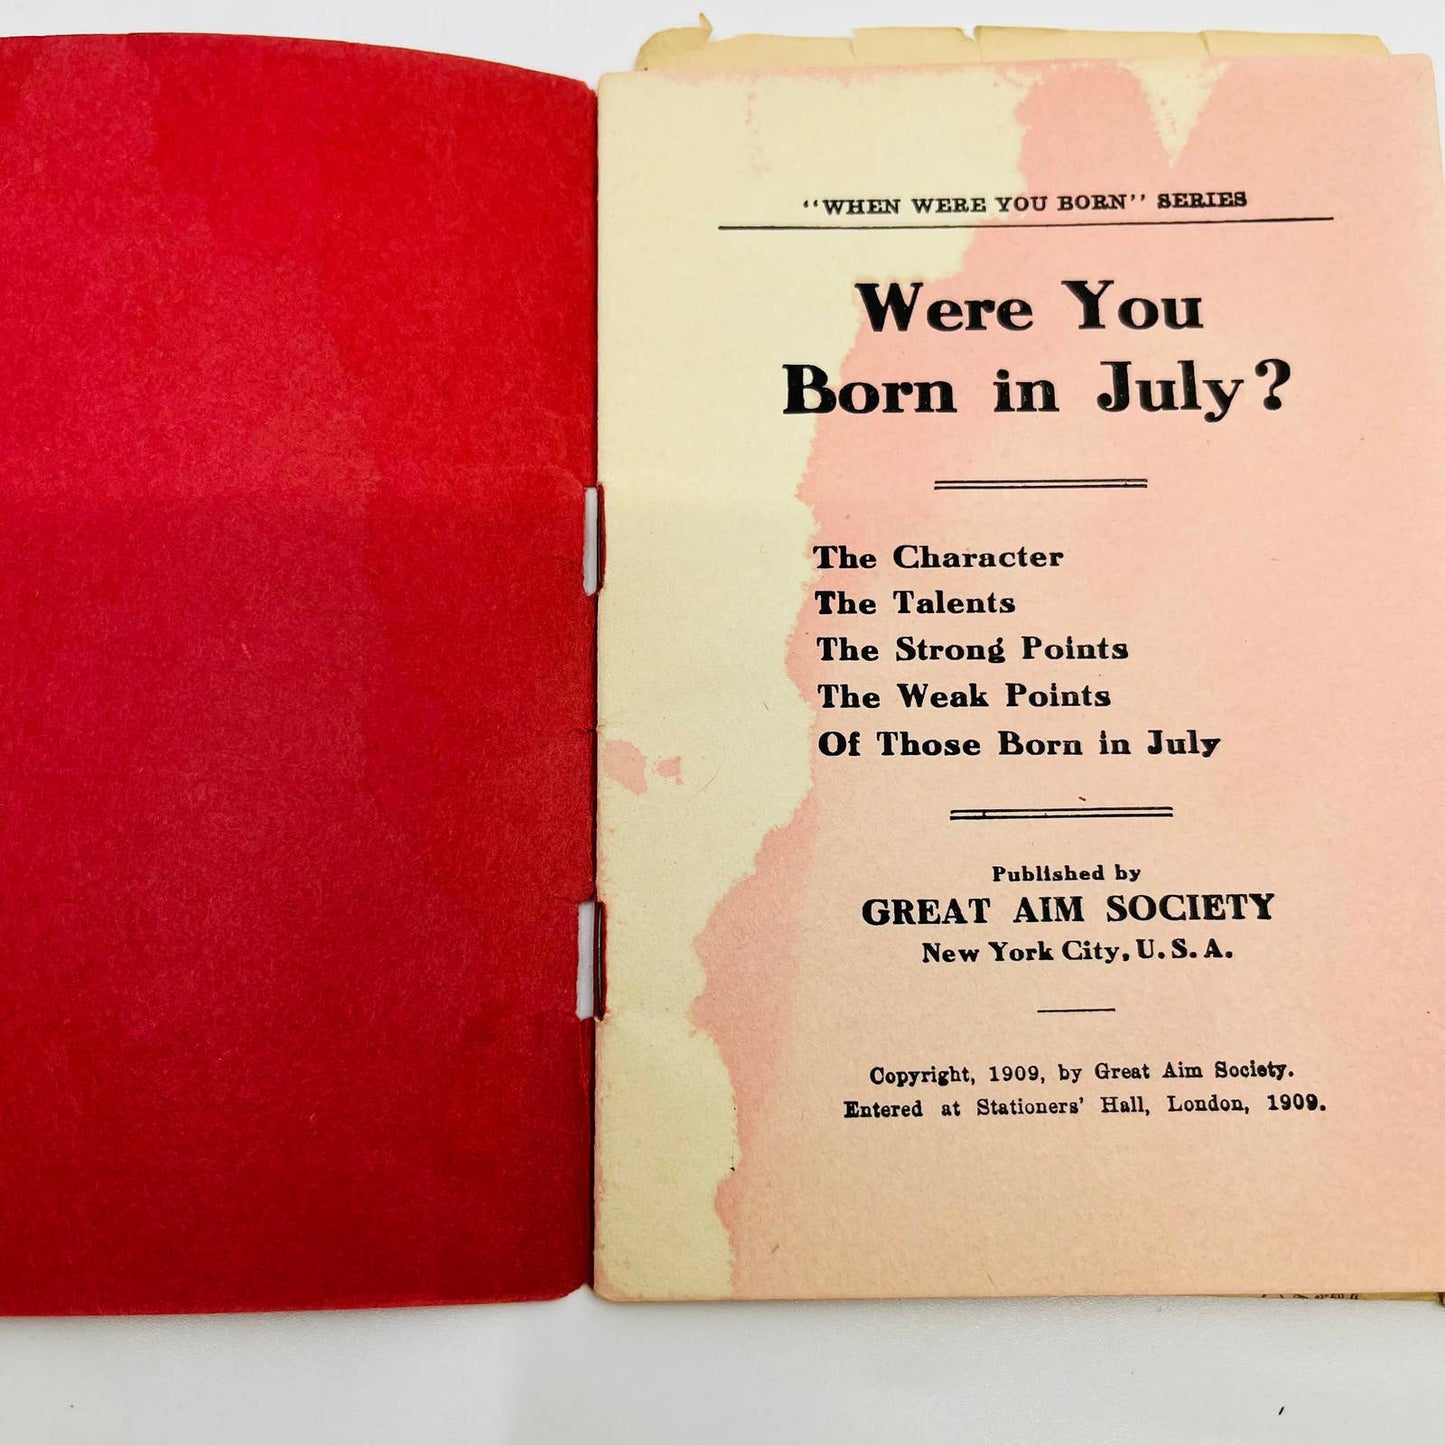 “WHEN WERE YOU BORN” SERIES
Were You
Born in July?
The Character
The Talents
The Strong Points
The Weak Points
Of Those Born in July
Published by
GREAT AIM SOCIETY
New York City, U. S. A.
Copyright, 1909, by Great Aim Society.
Entered at Stationers’ Hall, London, 1909.